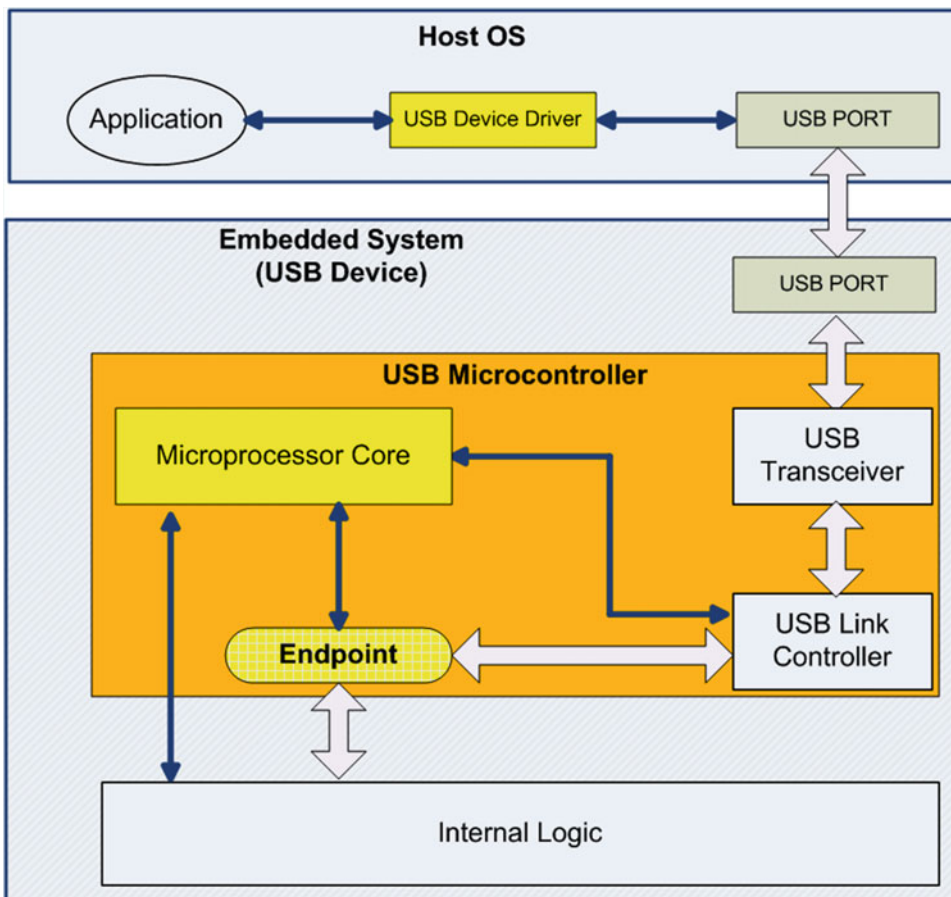 Host OS
Application
USB Device Driver
USB PORT
Embedded System
(USB Device)
USB PORT
USB Microcontroller
Microprocessor Core
USB
Transceiver
Endpoint
USB Link
Controller
Internal Logic